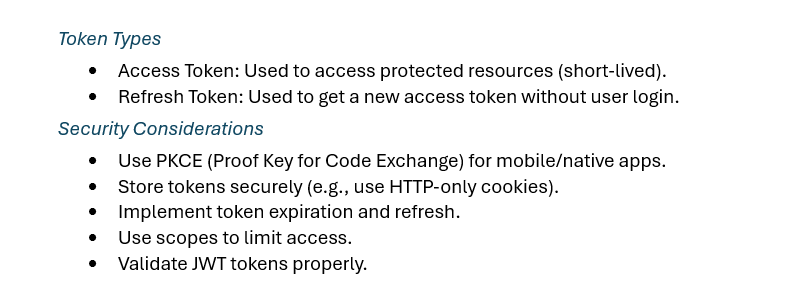 Token Types
• Access Token: Used to access protected resources (short-lived).
• Refresh Token: Used to get a new access token without user login.
Security Considerations
• Use PKCE (Proof Key for Code Exchange) for mobile/native apps.
• Store tokens securely (e.g., use HTTP-only cookies).
• Implement token expiration and refresh.
• Use scopes to limit access.
• Validate JWT tokens properly.